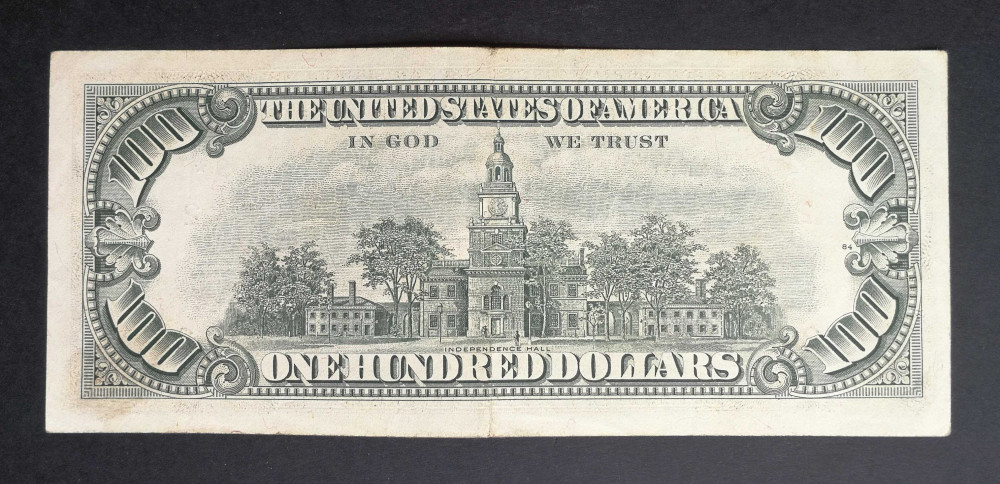 THE UNITED STATES OF AMERICA
100 100
IN GOD WE TRUST
84
INDEPENDENCE HALL
100 100
ONE HUNDRED DOLLARS